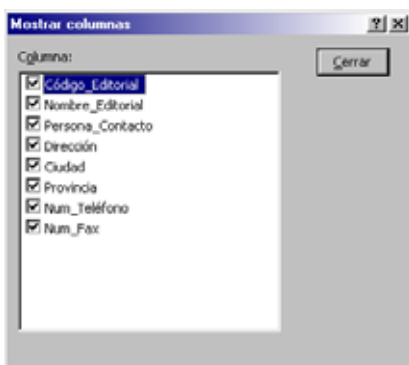 Mostrar columnas
Columna:
Cerrar
Código_Editorial
Nombre_Editorial
Persona_Contacto
Dirección
Ciudad
Provincia
Num_Teléfono
Num_Fax